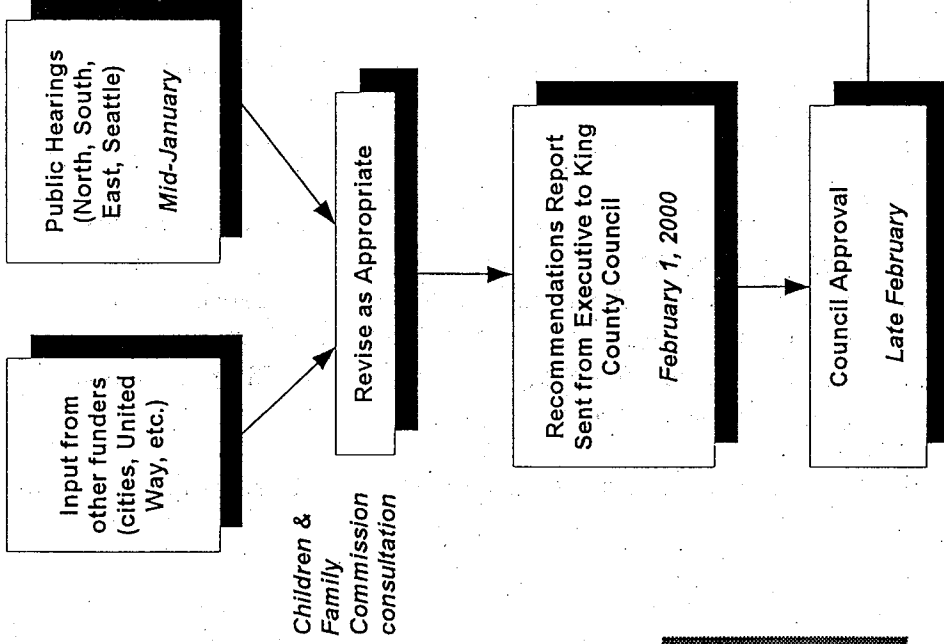 Input from
other funders
(cities, United
Way, etc.)
Public Hearings
(North, South,
East, Seattle)
Mid-January
Children &
Family
Commission
consultation
Revise as Appropriate
Recommendations Report
Sent from Executive to King
County Council
February 1, 2000
Council Approval
Late February